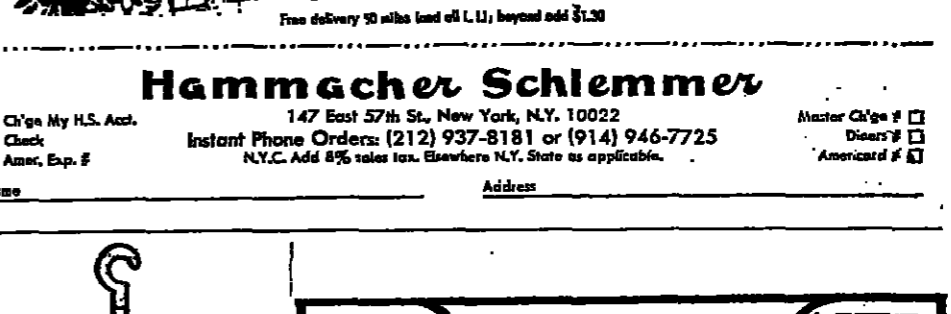 Free delivery 50 miles (and all L.I.); beyond add $1.30
Hammacher Schlemmer
147 East 57th St., New York, N.Y. 10022
Instant Phone Orders: (212) 937-8181 or (914) 946-7725
N.Y.C. Add 8% sales tax. Elsewhere N.Y. State as applicable.
Ch'ge My H.S. Acct.
Check
Amer. Exp. #
Master Ch'ge #
Diners #
Americard #
me
Address